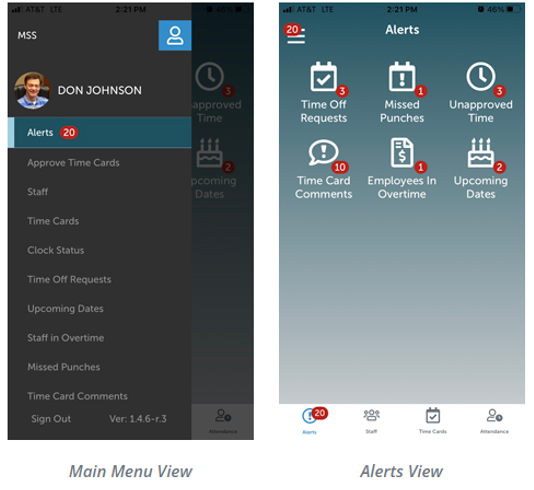 AT&T LTE 2:21 PM 46%
MSS
DON JOHNSON
Alerts 20
Approve Time Cards
Staff
Time Cards
Clock Status
Time Off Requests
Upcoming Dates
Staff in Overtime
Missed Punches
Time Card Comments
Sign Out Ver: 1.4.6-r.3
3
napproved
Time
2
pcoming
Dates
Attendance
Main Menu View
AT&T LTE 2:21 PM 46%
20 Alerts
3 1 3
Time Off Missed Unapproved
Requests Punches Time
10 1 2
Time Card Employees In Upcoming
Comments Overtime Dates
20
Alerts Staff Time Cards Attendance
Alerts View